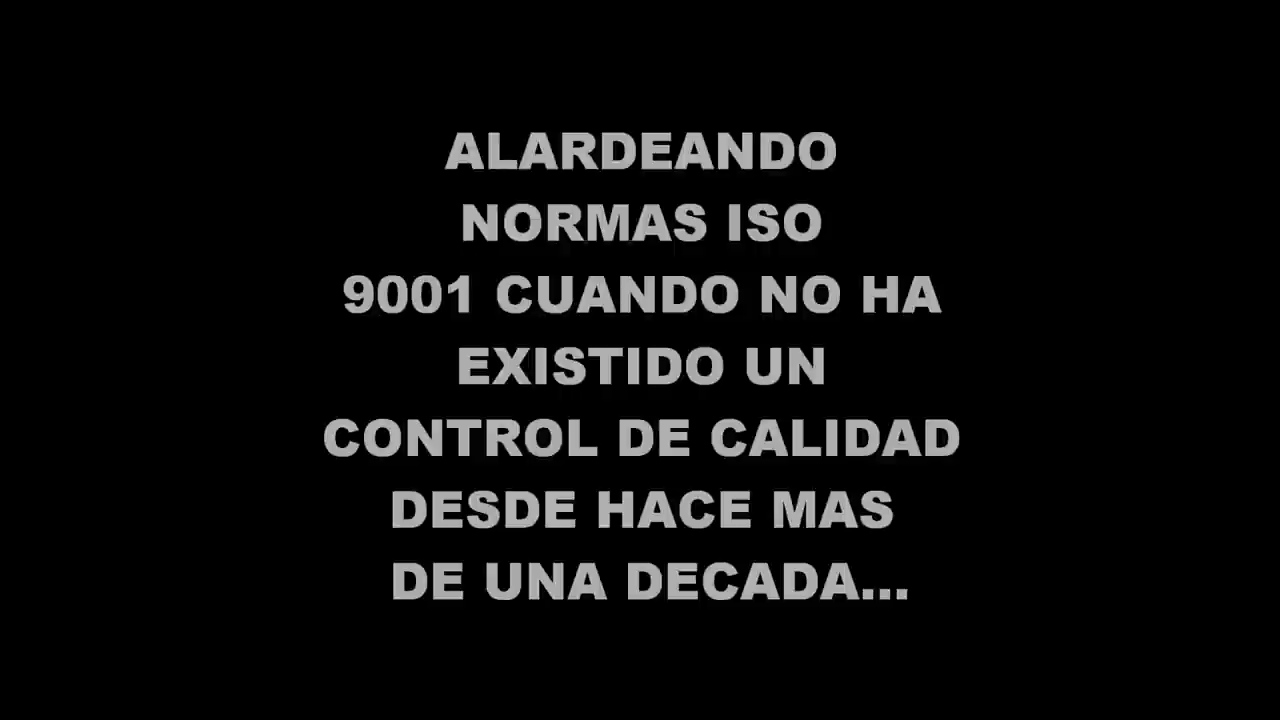 ALARDEANDO
NORMAS ISO
9001 CUANDO NO HA
EXISTIDO UN
CONTROL DE CALIDAD
DESDE HACE MAS
DE UNA DECADA...